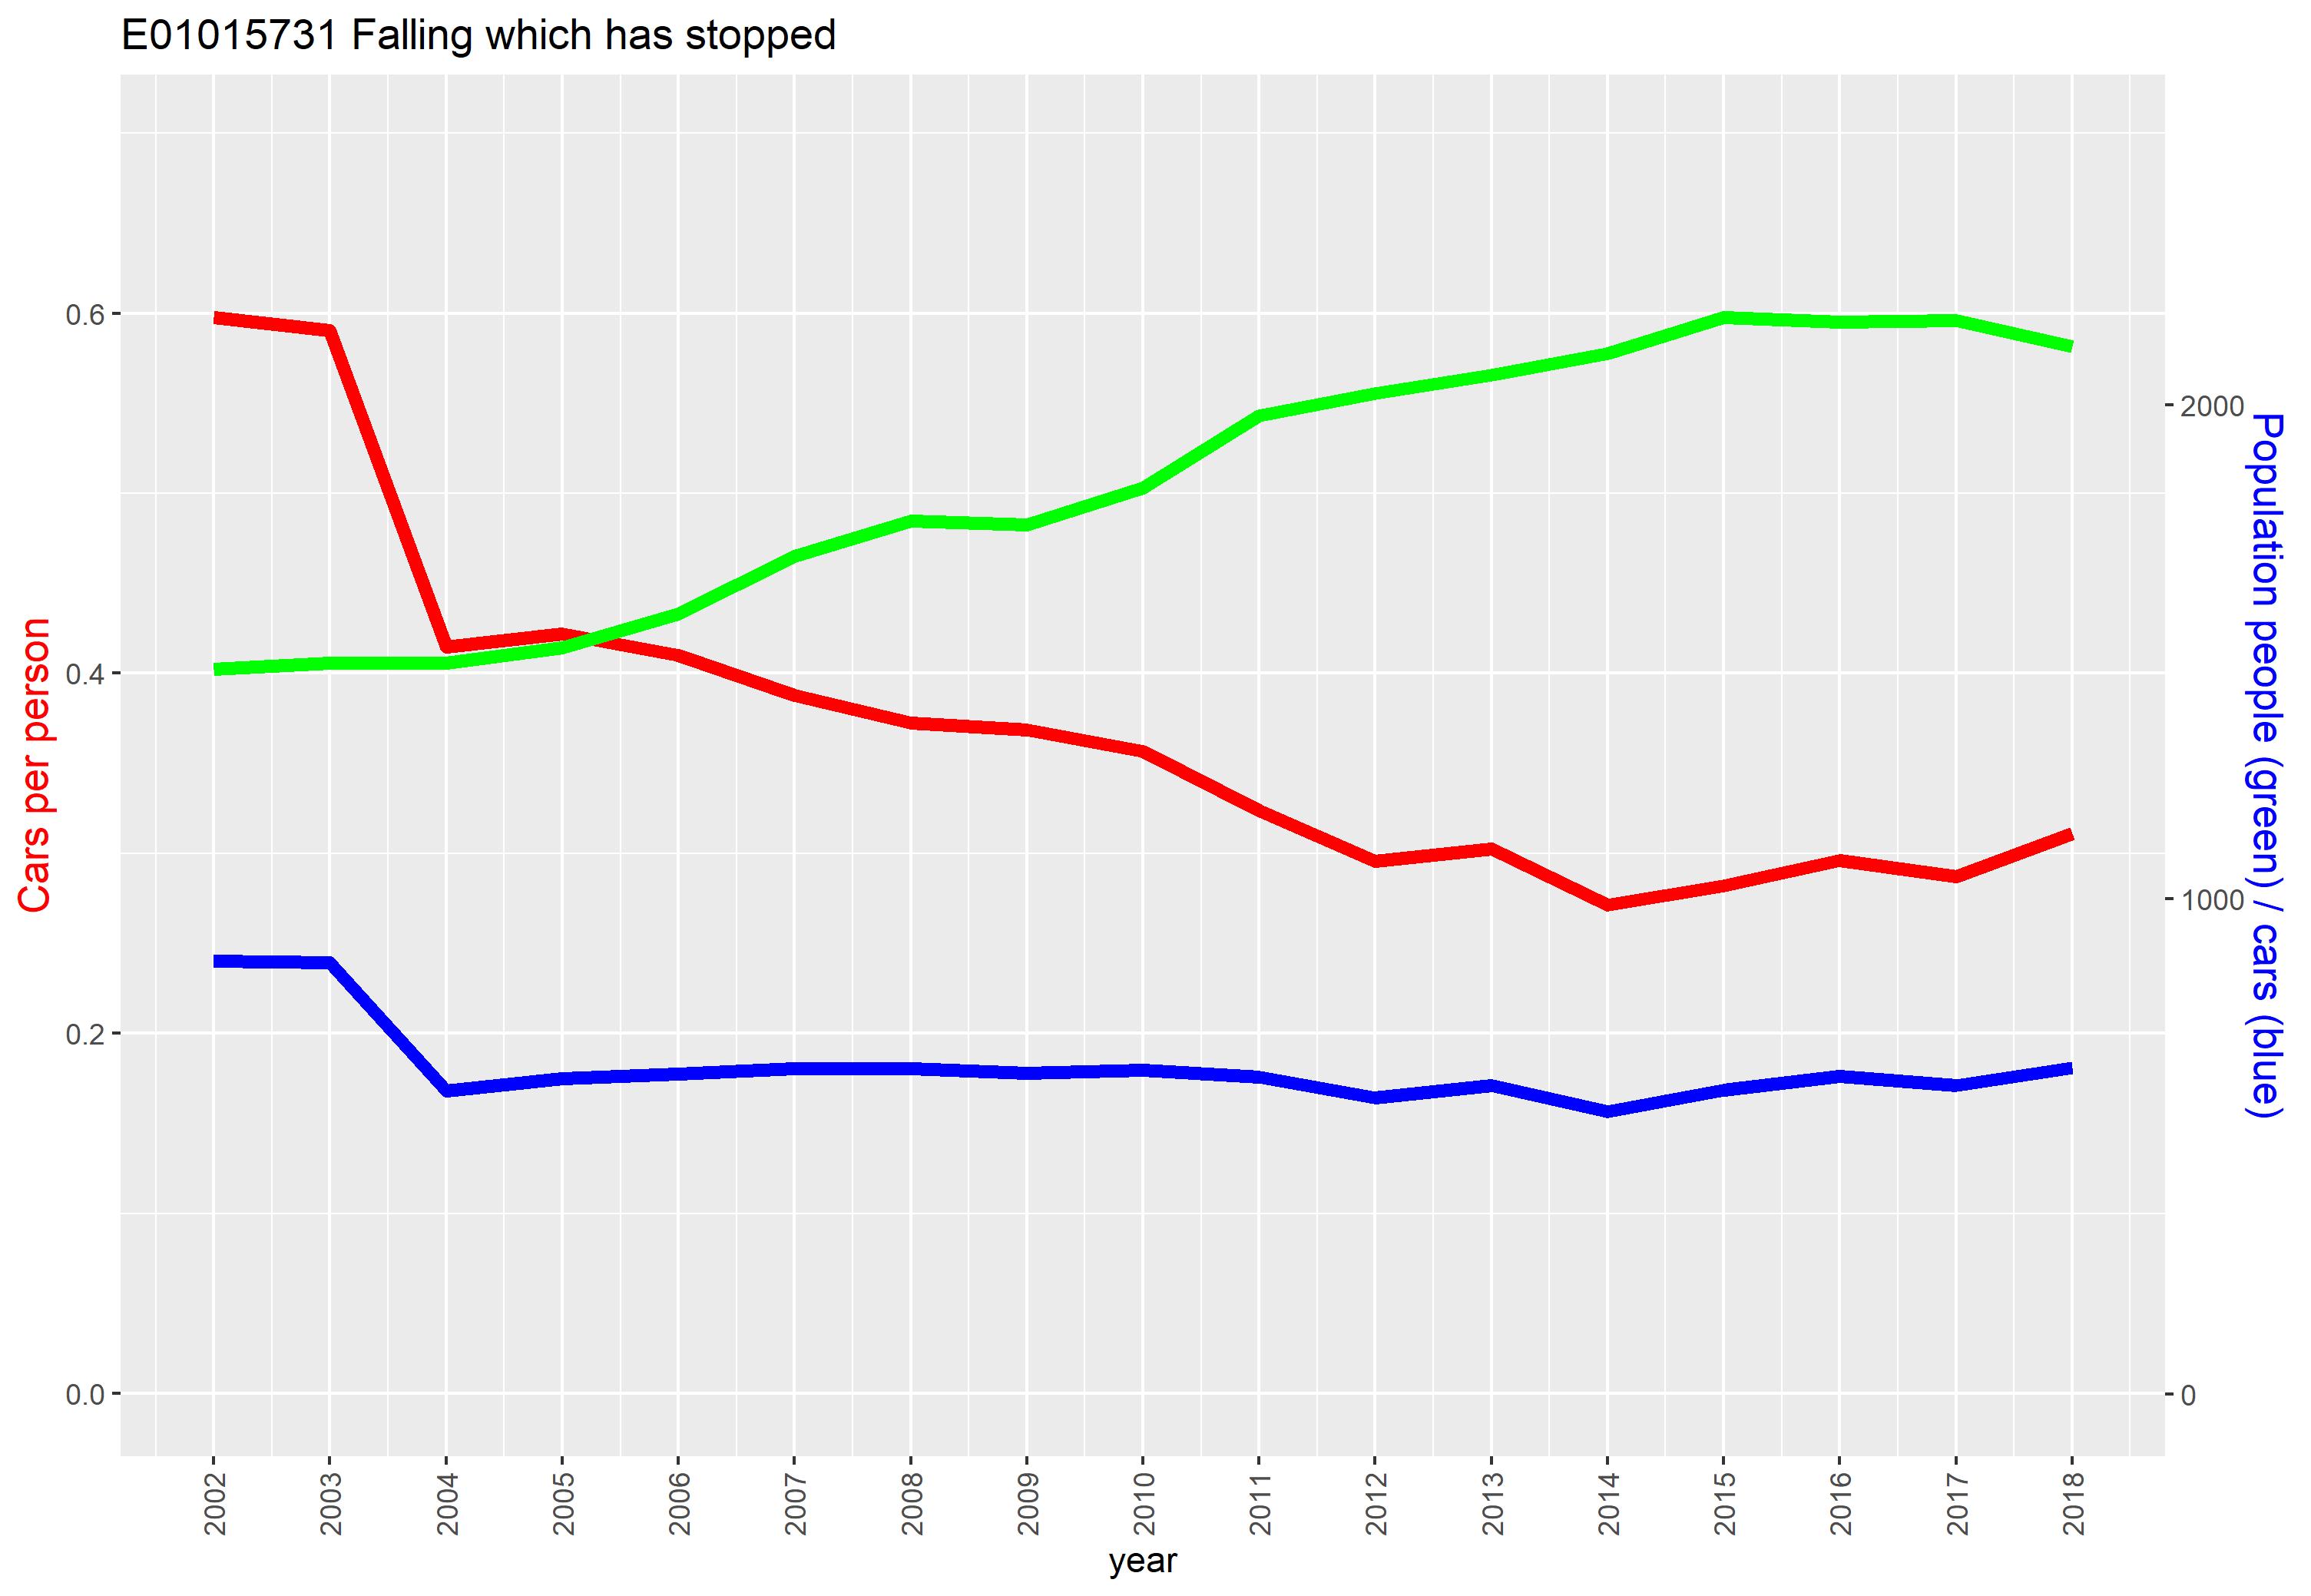 E01015731 Falling which has stopped
Cars per person
0.6
0.4
0.2
0.0
2000
1000
0
Population people (green) / cars (blue)
2002 2003 2004 2005 2006 2007 2008 2009 2010 2011 2012 2013 2014 2015 2016 2017 2018
year